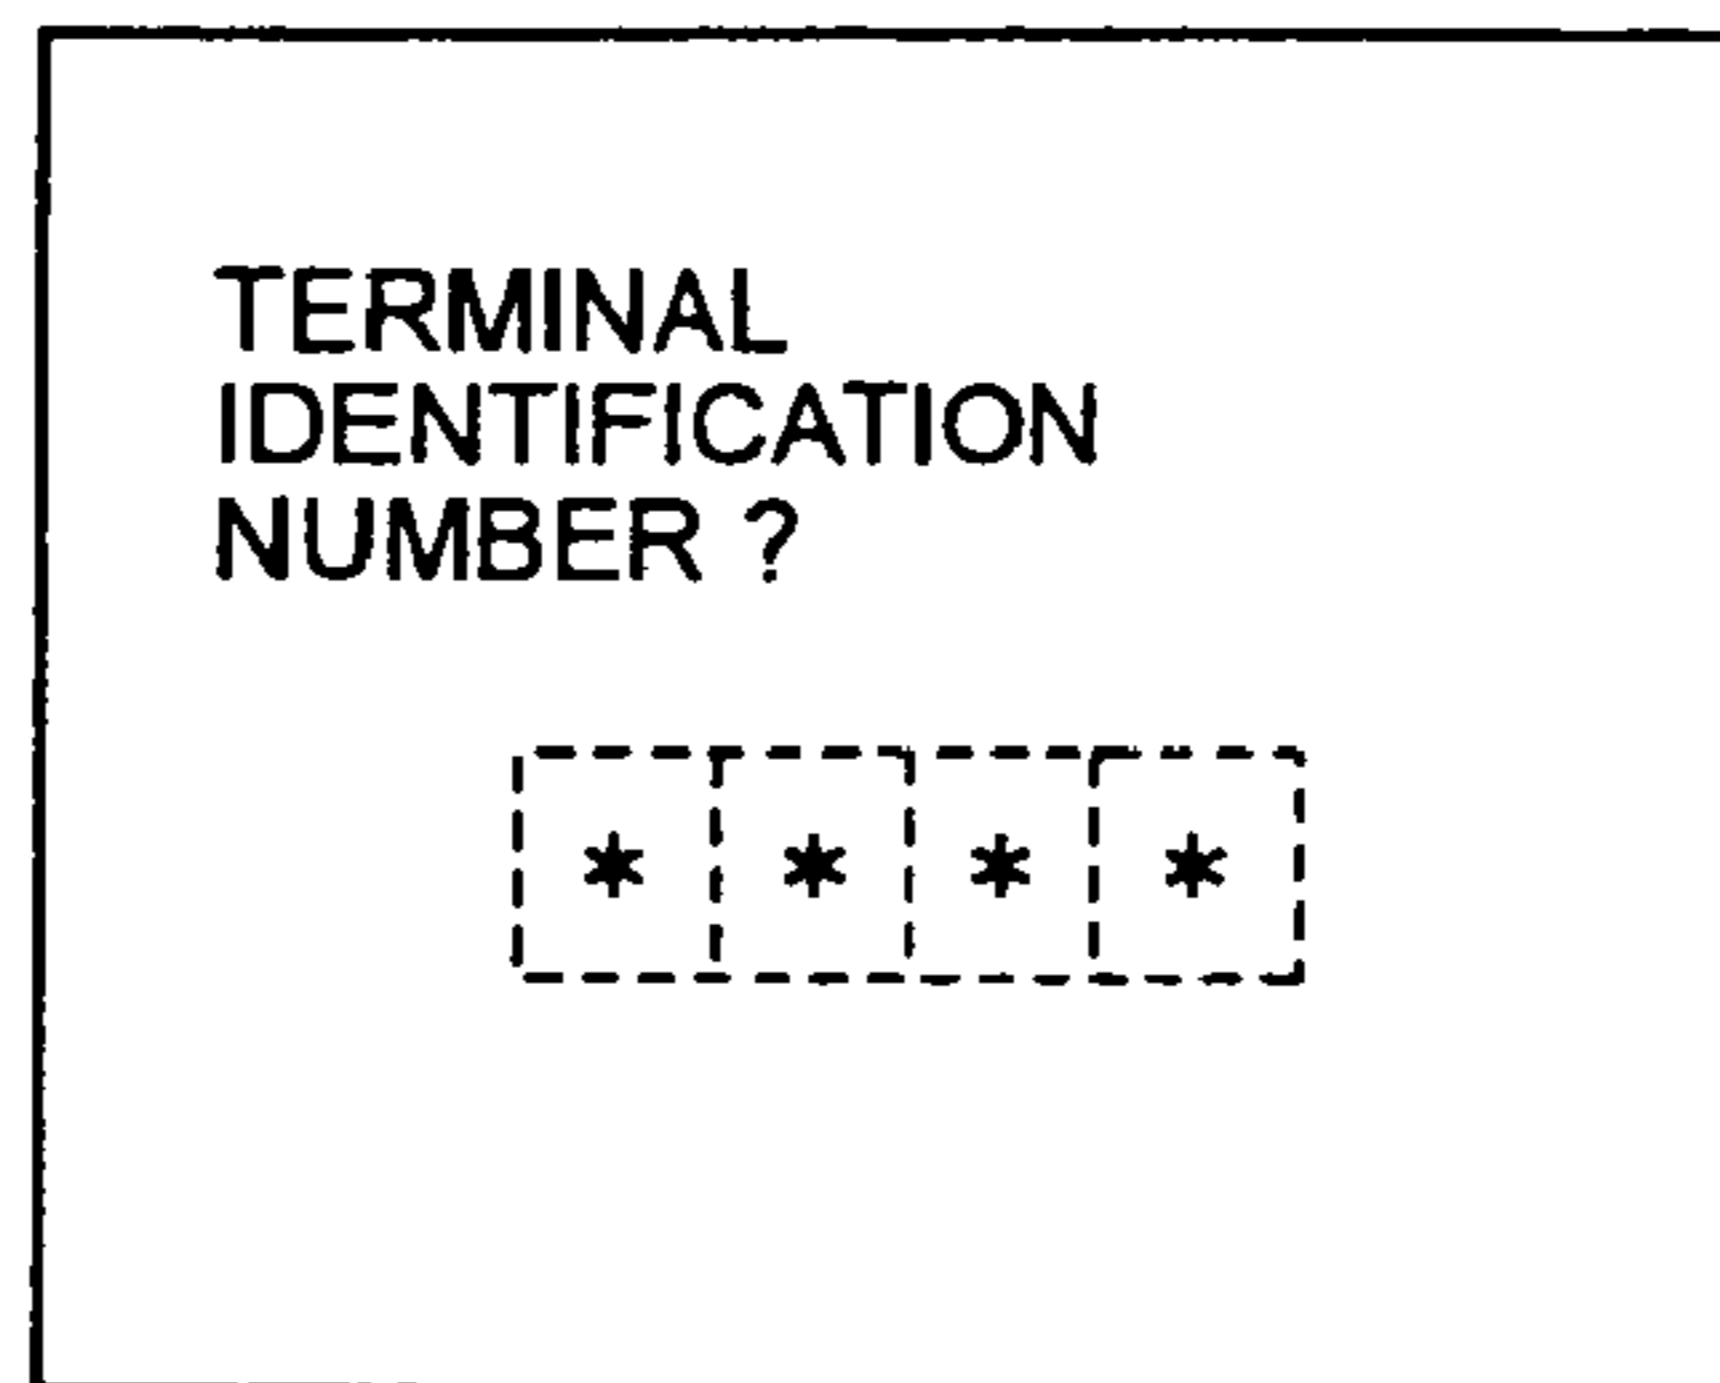 TERMINAL
IDENTIFICATION
NUMBER ?
* * * *